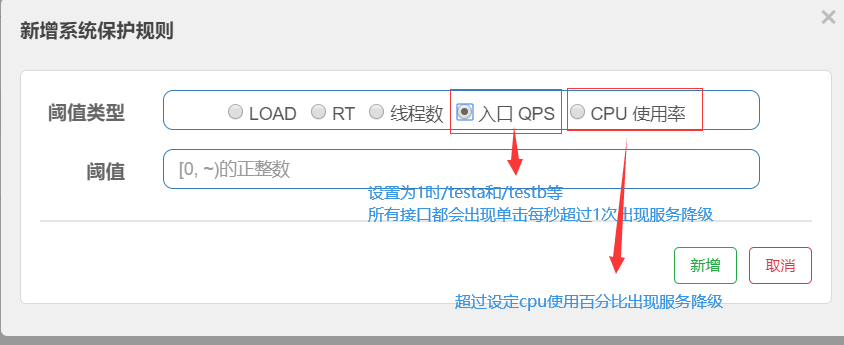 新增系统保护规则
阈值类型 LOAD RT 线程数 入口 QPS CPU 使用率
阈值 [0, ~)的正整数
设置为1时/testa和/testb等
所有接口都会出现单击每秒超过1次出现服务降级
新增 取消
超过设定cpu使用百分比出现服务降级